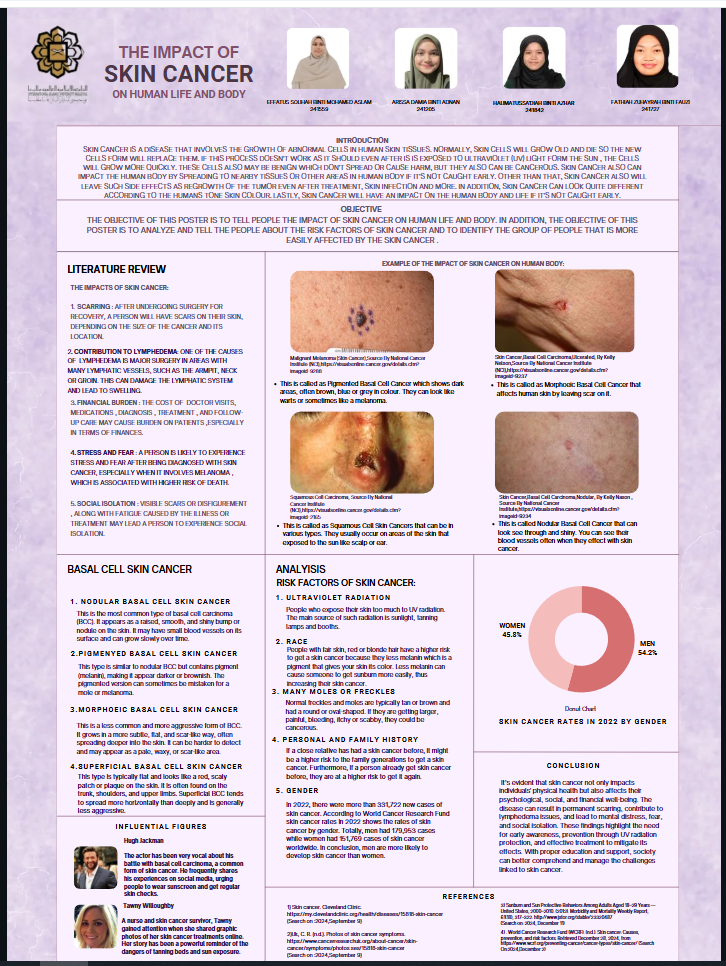 THE IMPACT OF
SKIN CANCER
ON HUMAN LIFE AND BODY
EFFATUS SOLIHAH BINTI MOHAMED ASLAM
241559
ARISSA DAMIA BINTI ADNAN
241205
HALIMATUSSA'DIAH BINTI AZHAR
241842
FATHIAH ZUHAYRAH BINTI FAUZI
241727
INTRODUCTION
SKIN CANCER IS A DISEASE THAT INVOLVES THE GROWTH OF ABNORMAL CELLS IN HUMAN SKIN TISSUES. NORMALLY, SKIN CELLS WILL GROW OLD AND DIE SO THE NEW
CELLS FORM WILL REPLACE THEM. IF THIS PROCESS DOESN'T WORK AS IT SHOULD EVEN AFTER IS IS EXPOSED TO ULTRAVIOLET (UV) LIGHT FORM THE SUN , THE CELLS
WILL GROW MORE QUICKLY. THESE CELLS ALSO MAY BE BENIGN WHICH DON'T SPREAD OR CAUSE HARM, BUT THEY ALSO CAN BE CANCEROUS. SKIN CANCER ALSO CAN
IMPACT THE HUMAN BODY BY SPREADING TO NEARBY TISSUES OR OTHER AREAS IN HUMAN BODY IF IT'S NOT CAUGHT EARLY. OTHER THAN THAT, SKIN CANCER ALSO WILL
LEAVE SUCH SIDE EFFECTS AS REGROWTH OF THE TUMOR EVEN AFTER TREATMENT, SKIN INFECTION AND MORE. IN ADDITION, SKIN CANCER CAN LOOK QUITE DIFFERENT
ACCORDING TO THE HUMANS TONE SKIN COLOUR. LASTLY, SKIN CANCER WILL HAVE AN IMPACT ON THE HUMAN BODY AND LIFE IF IT'S NOT CAUGHT EARLY.
OBJECTIVE
THE OBJECTIVE OF THIS POSTER IS TO TELL PEOPLE THE IMPACT OF SKIN CANCER ON HUMAN LIFE AND BODY. IN ADDITION, THE OBJECTIVE OF THIS
POSTER IS TO ANALYZE AND TELL THE PEOPLE ABOUT THE RISK FACTORS OF SKIN CANCER AND TO IDENTIFY THE GROUP OF PEOPLE THAT IS MORE
EASILY AFFECTED BY THE SKIN CANCER .
LITERATURE REVIEW
THE IMPACTS OF SKIN CANCER:
1. SCARRING : AFTER UNDERGOING SURGERY FOR
RECOVERY, A PERSON WILL HAVE SCARS ON THEIR SKIN,
DEPENDING ON THE SIZE OF THE CANCER AND ITS
LOCATION.
2. CONTRIBUTION TO LYMPHEDEMA: ONE OF THE CAUSES
OF LYMPHEDEMA IS MAJOR SURGERY IN AREAS WITH
MANY LYMPHATIC VESSELS, SUCH AS THE ARMPIT, NECK
OR GROIN. THIS CAN DAMAGE THE LYMPHATIC SYSTEM
AND LEAD TO SWELLING.
3. FINANCIAL BURDEN : THE COST OF DOCTOR VISITS,
MEDICATIONS , DIAGNOSIS , TREATMENT , AND FOLLOW-
UP CARE MAY CAUSE BURDEN ON PATIENTS ,ESPECIALLY
IN TERMS OF FINANCES.
4.STRESS AND FEAR : A PERSON IS LIKELY TO EXPERIENCE
STRESS AND FEAR AFTER BEING DIAGNOSED WITH SKIN
CANCER, ESPECIALLY WHEN IT INVOLVES MELANOMA ,
WHICH IS ASSOCIATED WITH HIGHER RISK OF DEATH.
5. SOCIAL ISOLATION : VISIBLE SCARS OR DISFIGUREMENT
, ALONG WITH FATIGUE CAUSED BY THE ILLNESS OR
TREATMENT MAY LEAD A PERSON TO EXPERIENCE SOCIAL
ISOLATION.
EXAMPLE OF THE IMPACT OF SKIN CANCER ON HUMAN BODY:
Malignant Melanoma (Skin Cancer),Source By National Cancer
Institute (NCI),https://visualsonline.cancer.gov/details.cfm?
imageid=9288
• This is called as Pigmented Basal Cell Cancer which shows dark
areas, often brown, blue or grey in colour. They can look like
warts or sometimes like a melanoma.
Skin Cancer,Basal Cell Carcinoma,Ulcerated, By Kelly
Nelson,Source By National Cancer Institute
(NCI),https://visualsonline.cancer.gov/details.cfm?
imageid=9237
• This is called as Morphoeic Basal Cell Cancer that
affects human skin by leaving scar on it.
Squamous Cell Carcinoma, Source By National
Cancer Institute
(NCI),https://visualsonline.cancer.gov/details.cfm?
imageid=2165
• This is called as Squamous Cell Skin Cancers that can be in
various types. They usually occur on areas of the skin that
exposed to the sun like scalp or ear.
Skin Cancer,Basal Cell Carcinoma,Nodular, By Kelly Nelson ,
Source By National Cancer
Institute,https://visualsonline.cancer.gov/details.cfm?
imageid=9234
• This is called Nodular Basal Cell Cancer that can
look see through and shiny. You can see their
blood vessels often when they effect with skin
cancer.
BASAL CELL SKIN CANCER
1. NODULAR BASAL CELL SKIN CANCER
This is the most common type of basal cell carcinoma
(BCC). It appears as a raised, smooth, and shiny bump or
nodule on the skin. It may have small blood vessels on its
surface and can grow slowly over time.
2.PIGMENYED BASAL CELL SKIN CANCER
This type is similar to nodular BCC but contains pigment
(melanin), making it appear darker or brownish. The
pigmented version can sometimes be mistaken for a
mole or melanoma.
3.MORPHOEIC BASAL CELL SKIN CANCER
This is a less common and more aggressive form of BCC.
It grows in a more subtle, flat, and scar-like way, often
spreading deeper into the skin. It can be harder to detect
and may appear as a pale, waxy, or scar-like area.
4.SUPERFICIAL BASAL CELL SKIN CANCER
This type is typically flat and looks like a red, scaly
patch or plaque on the skin. It is often found on the
trunk, shoulders, and upper limbs. Superficial BCC tends
to spread more horizontally than deeply and is generally
less aggressive.
INFLUENTIAL FIGURES
Hugh Jackman
The actor has been very vocal about his
battle with basal cell carcinoma, a common
form of skin cancer. He frequently shares
his experiences on social media, urging
people to wear sunscreen and get regular
skin checks.
Tawny Willoughby
A nurse and skin cancer survivor, Tawny
gained attention when she shared graphic
photos of her skin cancer treatments online.
Her story has been a powerful reminder of the
dangers of tanning beds and sun exposure.
ANALYSIS
RISK FACTORS OF SKIN CANCER:
1. ULTRAVIOLET RADIATION
People who expose their skin too much to UV radiation.
The main source of such radiation is sunlight, tanning
lamps and booths.
2. RACE
People with fair skin, red or blonde hair have a higher risk
to get a skin cancer because they less melanin which is a
pigment that gives your skin its color. Less melanin can
cause someone to get sunburn more easily, thus
increasing their skin cancer.
3. MANY MOLES OR FRECKLES
Normal freckles and moles are typically tan or brown and
had a round or oval-shaped. If they are getting larger,
painful, bleeding, itchy or scabby, they could be
cancerous.
4. PERSONAL AND FAMILY HISTORY
If a close relative has had a skin cancer before, it might
be a higher risk to the family generations to get a skin
cancer. Furthermore, if a person already get skin cancer
before, they are at a higher risk to get it again.
5. GENDER
In 2022, there were more than 331,722 new cases of
skin cancer. According to World Cancer Research Fund
skin cancer rates in 2022 shows the rates of skin
cancer by gender. Totally, men had 179,953 cases
while women had 151,769 cases of skin cancer
worldwide. In conclusion, men are more likely to
develop skin cancer than women.
WOMEN
45.8%
MEN
54.2%
Donut Chart
SKIN CANCER RATES IN 2022 BY GENDER
CONCLUSION
It's evident that skin cancer not only impacts
individuals' physical health but also affects their
psychological, social, and financial well-being. The
disease can result in permanent scarring, contribute to
lymphedema issues, and lead to mental distress, fear,
and social isolation. These findings highlight the need
for early awareness, prevention through UV radiation
protection, and effective treatment to mitigate its
effects. With proper education and support, society
can better comprehend and manage the challenges
linked to skin cancer.
REFERENCES
1) Skin cancer. Cleveland Clinic.
https://my.clevelandclinic.org/health/diseases/15818-skin-cancer
(Search on :2024,September 9)
2)Uk, C. R. (n.d.). Photos of skin cancer symptoms.
https://www.cancerresearchuk.org/about-cancer/skin-
cancer/symptoms/photos
(Search on :2024,September 9)
3) Sunburn and Sun Protective Behaviors Among Adults Aged 18–29 Years —
United States, 2000–2010. (2012). Morbidity and Mortality Weekly Report,
(Search on :2024, December 19
4) . World Cancer Research Fund (WCRF). (n.d.). Skin cancer: Causes,
prevention, and risk factors. Retrieved December 20, 2024, from
https://www.wcrf.org/preventing-cancer/cancer-types/skin-cancer/ (Search